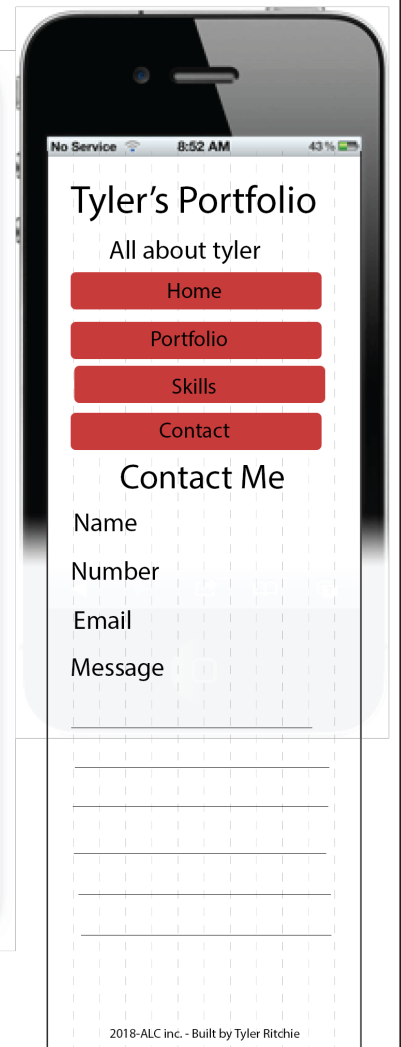 No Service 8:52 AM 43%
Tyler's Portfolio
All about tyler
Home
Portfolio
Skills
Contact
Contact Me
Name
Number
Email
Message
2018-ALC inc. - Built by Tyler Ritchie